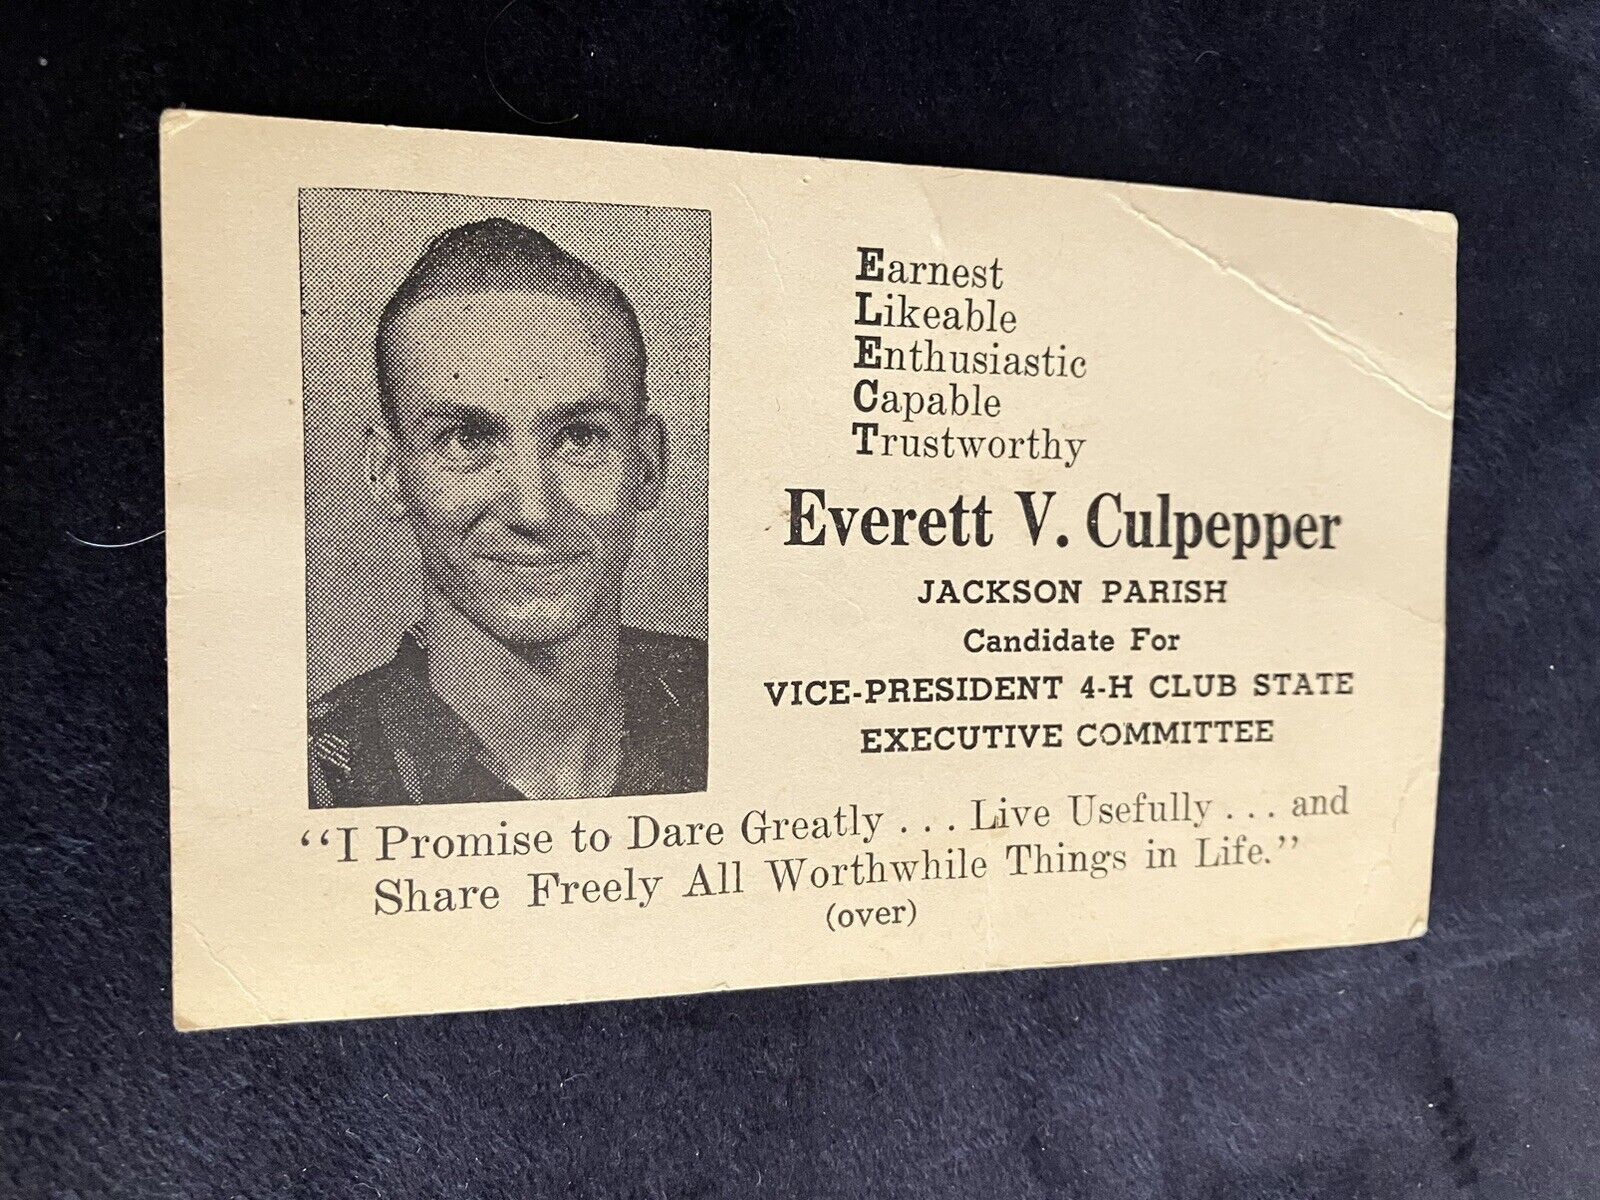 Earnest
Likeable
Enthusiastic
Capable
Trustworthy
Everett V. Culpepper
JACKSON PARISH
Candidate For
VICE-PRESIDENT 4-H CLUB STATE
EXECUTIVE COMMITTEE
“I Promise to Dare Greatly . . . Live Usefully . . . and
Share Freely All Worthwhile Things in Life.”
(over)